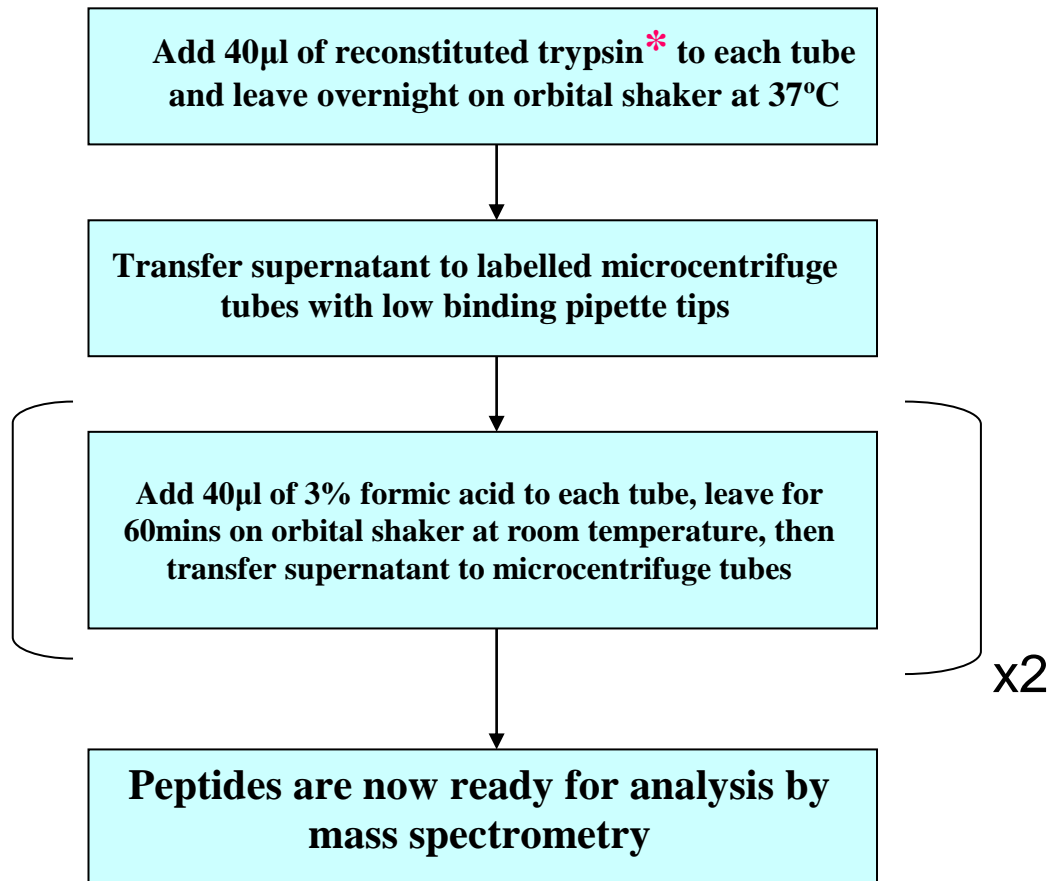 Add 40µl of reconstituted trypsin* to each tube
and leave overnight on orbital shaker at 37ºC
Transfer supernatant to labelled microcentrifuge
tubes with low binding pipette tips
Add 40µl of 3% formic acid to each tube, leave for
60mins on orbital shaker at room temperature, then
transfer supernatant to microcentrifuge tubes
x2
Peptides are now ready for analysis by
mass spectrometry